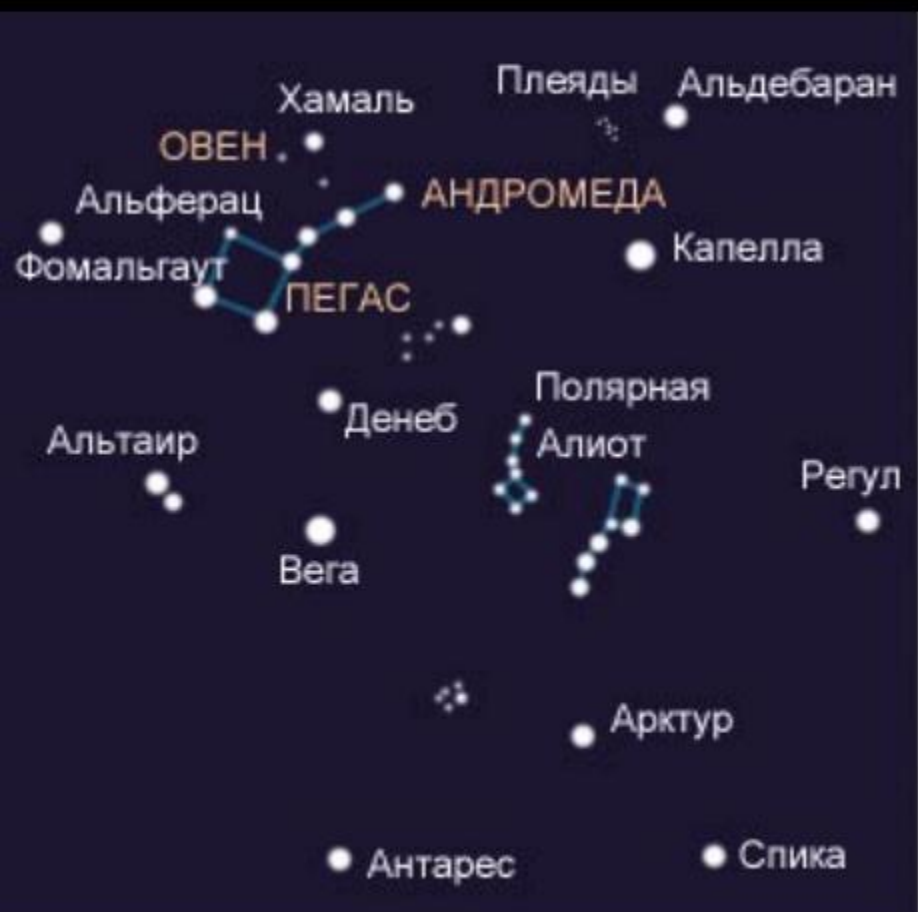 Плеяды
Альдебаран
Хамаль
ОВЕН
Альферац
АНДРОМЕДА
Капелла
Фомальгаут
ПЕГАС
Полярная
Денеб
Альтаир
Алиот
Регул
Вега
Арктур
Антарес
Спика